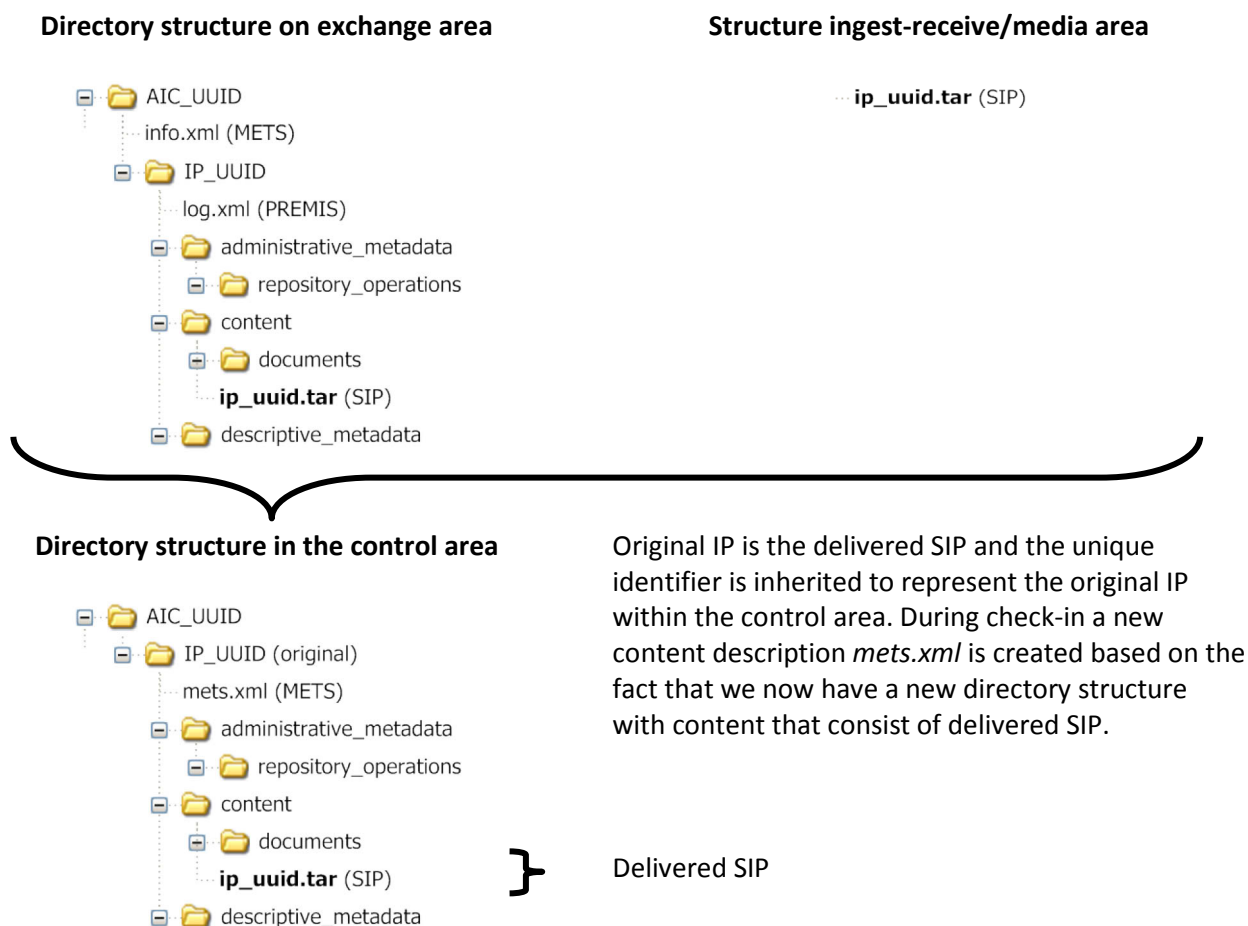 Directory structure on exchange area
Structure ingest-receive/media area
AIC_UUID
info.xml (METS)
IP_UUID
log.xml (PREMIS)
administrative_metadata
repository_operations
content
documents
ip_uuid.tar (SIP)
descriptive_metadata
ip_uuid.tar (SIP)
Directory structure in the control area
AIC_UUID
IP_UUID (original)
mets.xml (METS)
administrative_metadata
repository_operations
content
documents
ip_uuid.tar (SIP)
descriptive_metadata
Original IP is the delivered SIP and the unique
identifier is inherited to represent the original IP
within the control area. During check-in a new
content description mets.xml is created based on the
fact that we now have a new directory structure
with content that consist of delivered SIP.
Delivered SIP